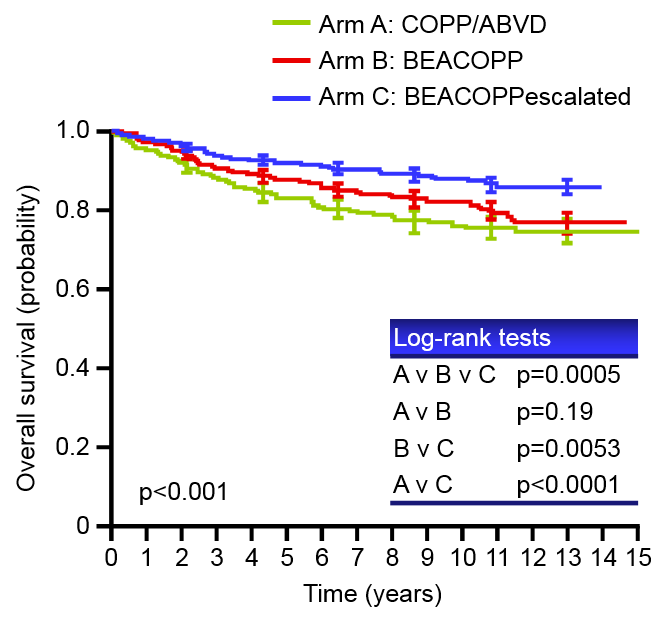 Arm A: COPP/ABVD
Arm B: BEACOPP
Arm C: BEACOPPescalated
Overall survival (probability)
1.0
0.8
0.6
0.4
0.2
0
p<0.001
Log-rank tests
A v B v C p=0.0005
A v B p=0.19
B v C p=0.0053
A v C p<0.0001
0 1 2 3 4 5 6 7 8 9 10 11 12 13 14 15
Time (years)